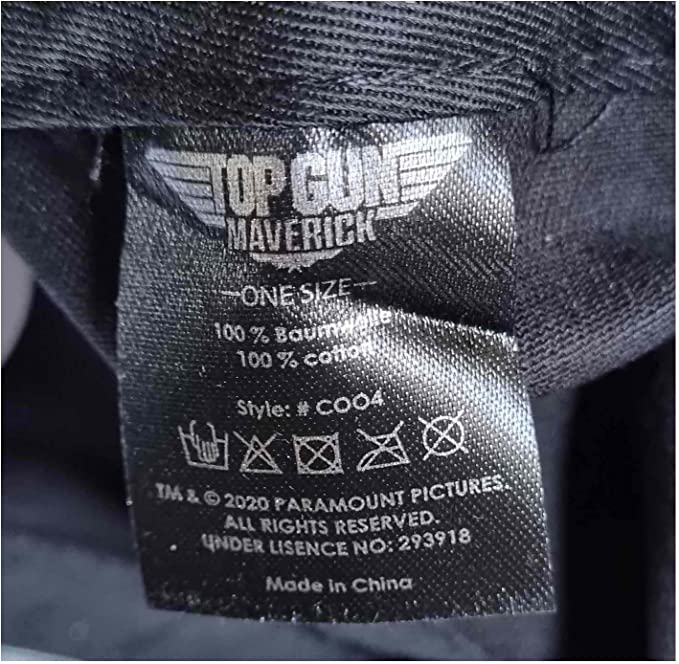 TOP GUN
MAVERICK
—ONE SIZE—
100 % Baumwolle
100 % cotton
Style: # COO4
TM & © 2020 PARAMOUNT PICTURES.
ALL RIGHTS RESERVED.
UNDER LISENCE NO: 293918
Made in China